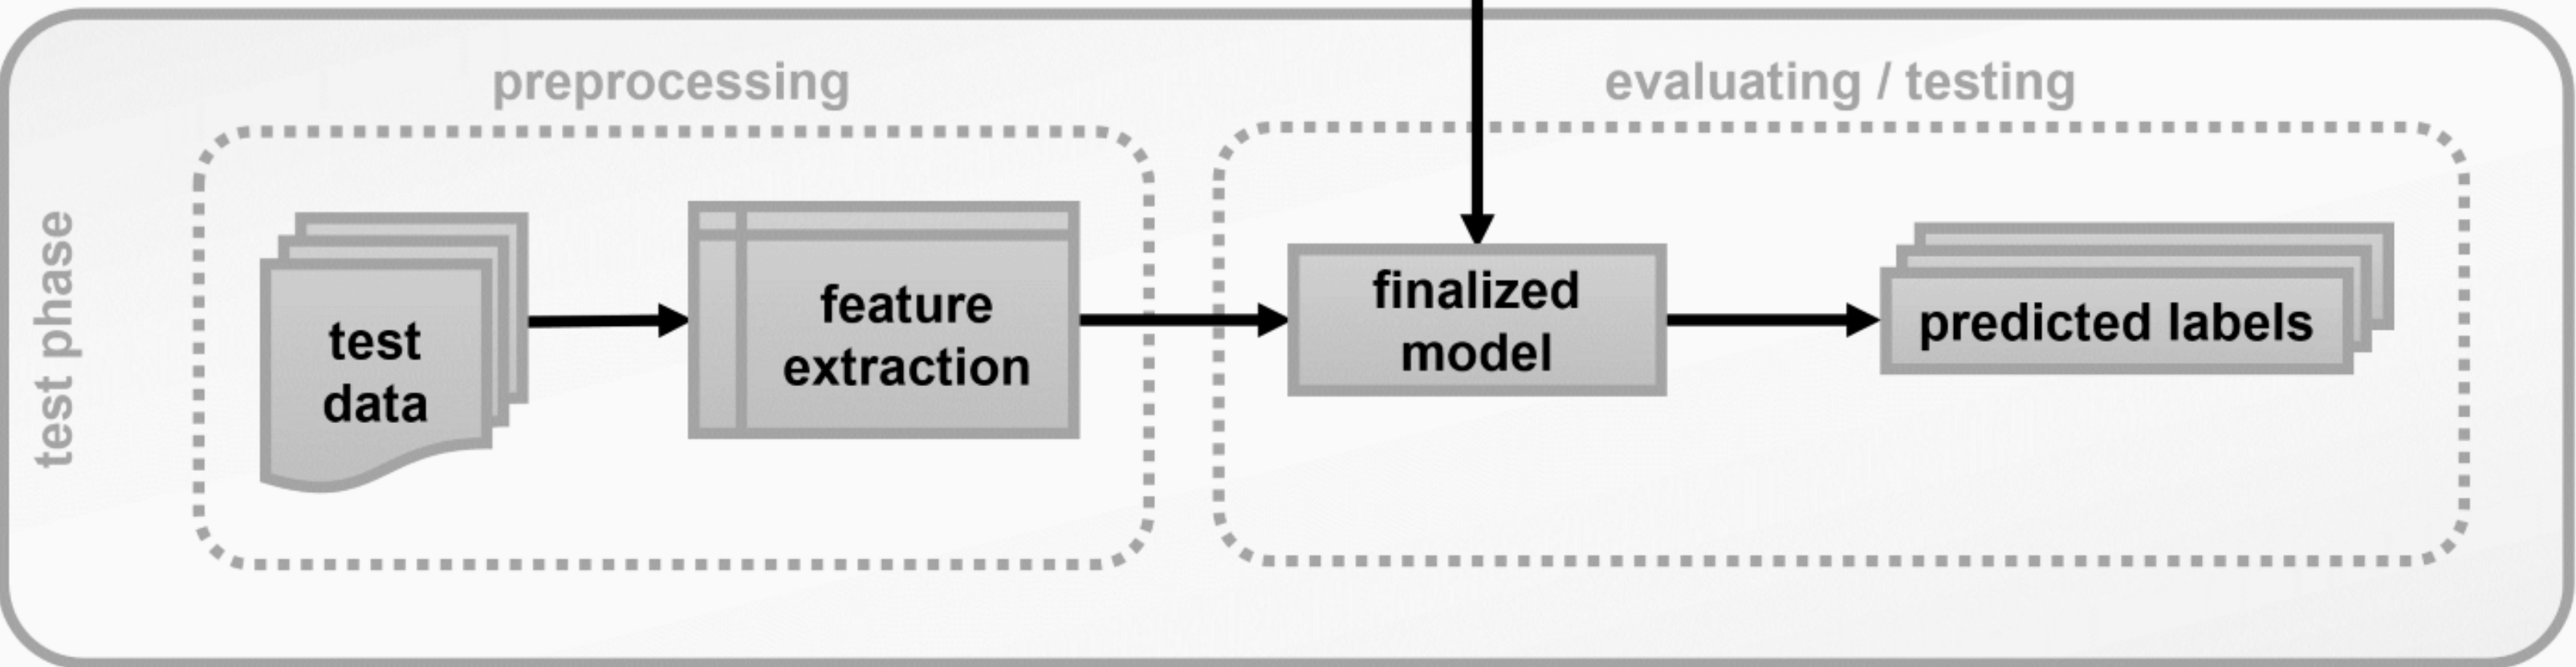 preprocessing
evaluating / testing
test phase
test
data
feature
extraction
finalized
model
predicted labels